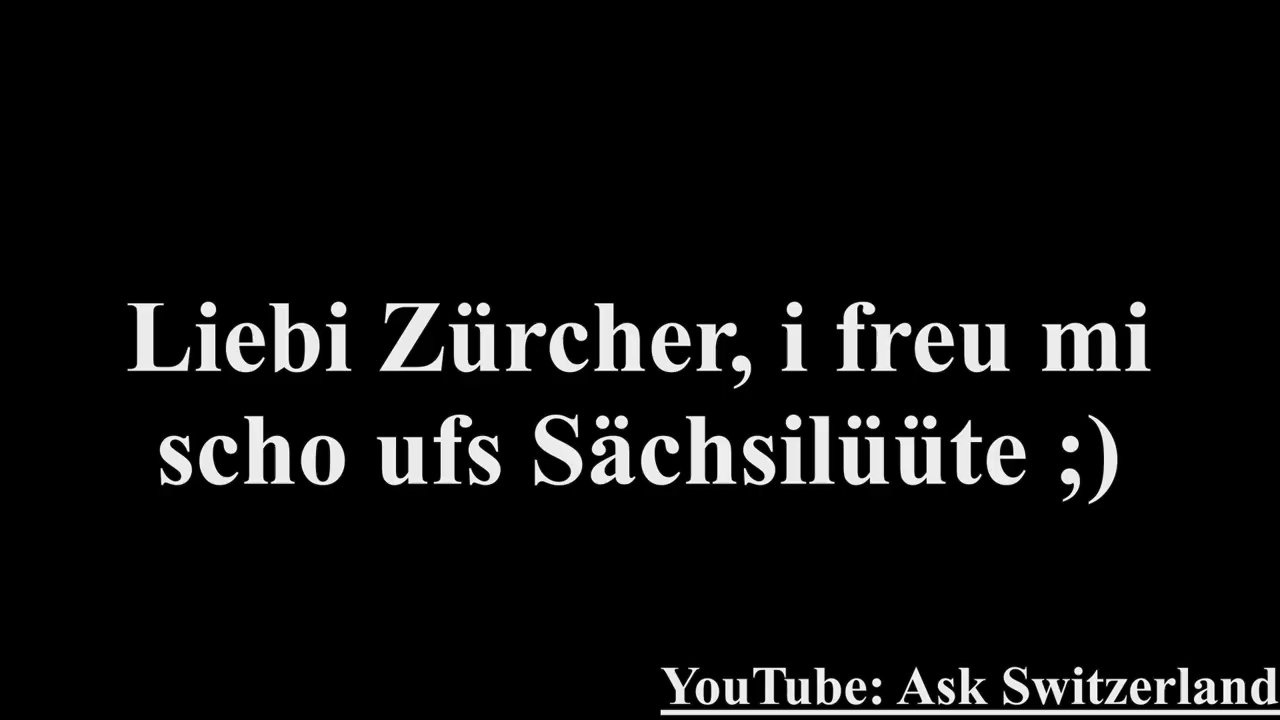 Liebi Zürcher, i freu mi
scho ufs Sächsilüüte ;)
YouTube: Ask Switzerland